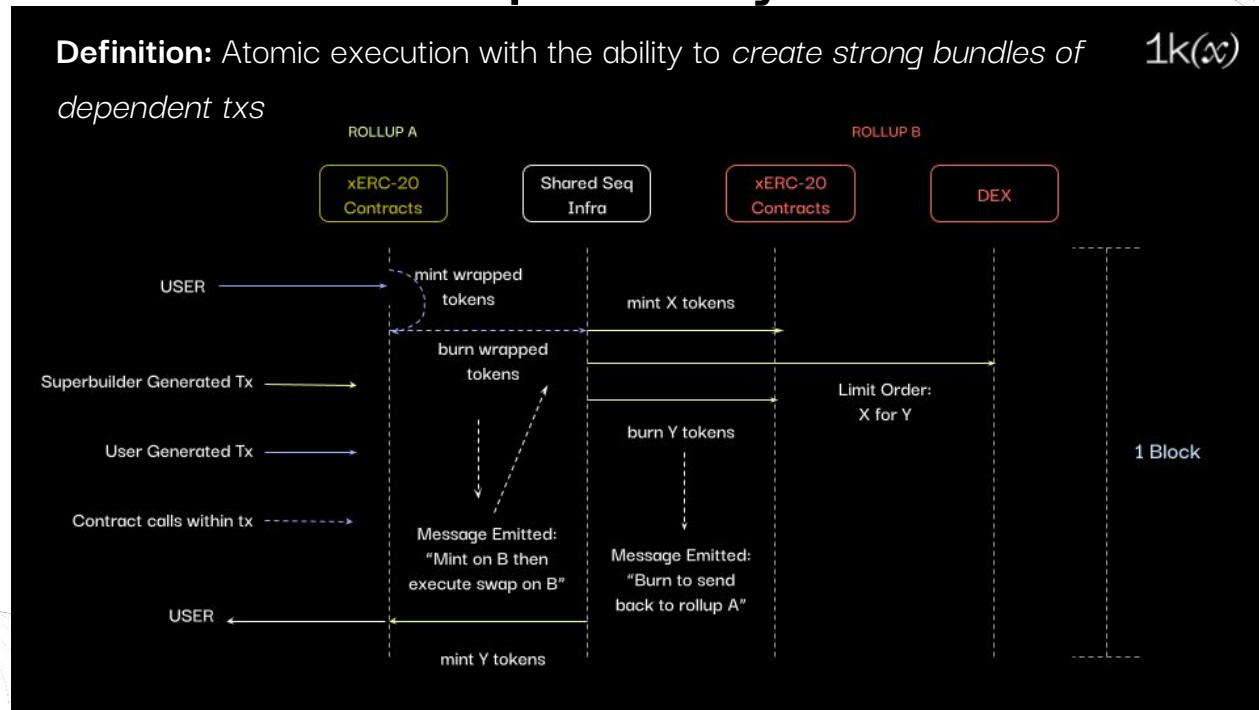 Definition: Atomic execution with the ability to create strong bundles of
dependent txs
1k(x)
ROLLUP A
ROLLUP B
xERC-20
Contracts
Shared Seq
Infra
xERC-20
Contracts
DEX
USER
mint wrapped
tokens
mint X tokens
burn wrapped
tokens
Superbuilder Generated Tx
Limit Order:
X for Y
burn Y tokens
User Generated Tx
1 Block
Contract calls within tx
Message Emitted:
“Mint on B then
execute swap on B”
Message Emitted:
“Burn to send
back to rollup A”
USER
mint Y tokens